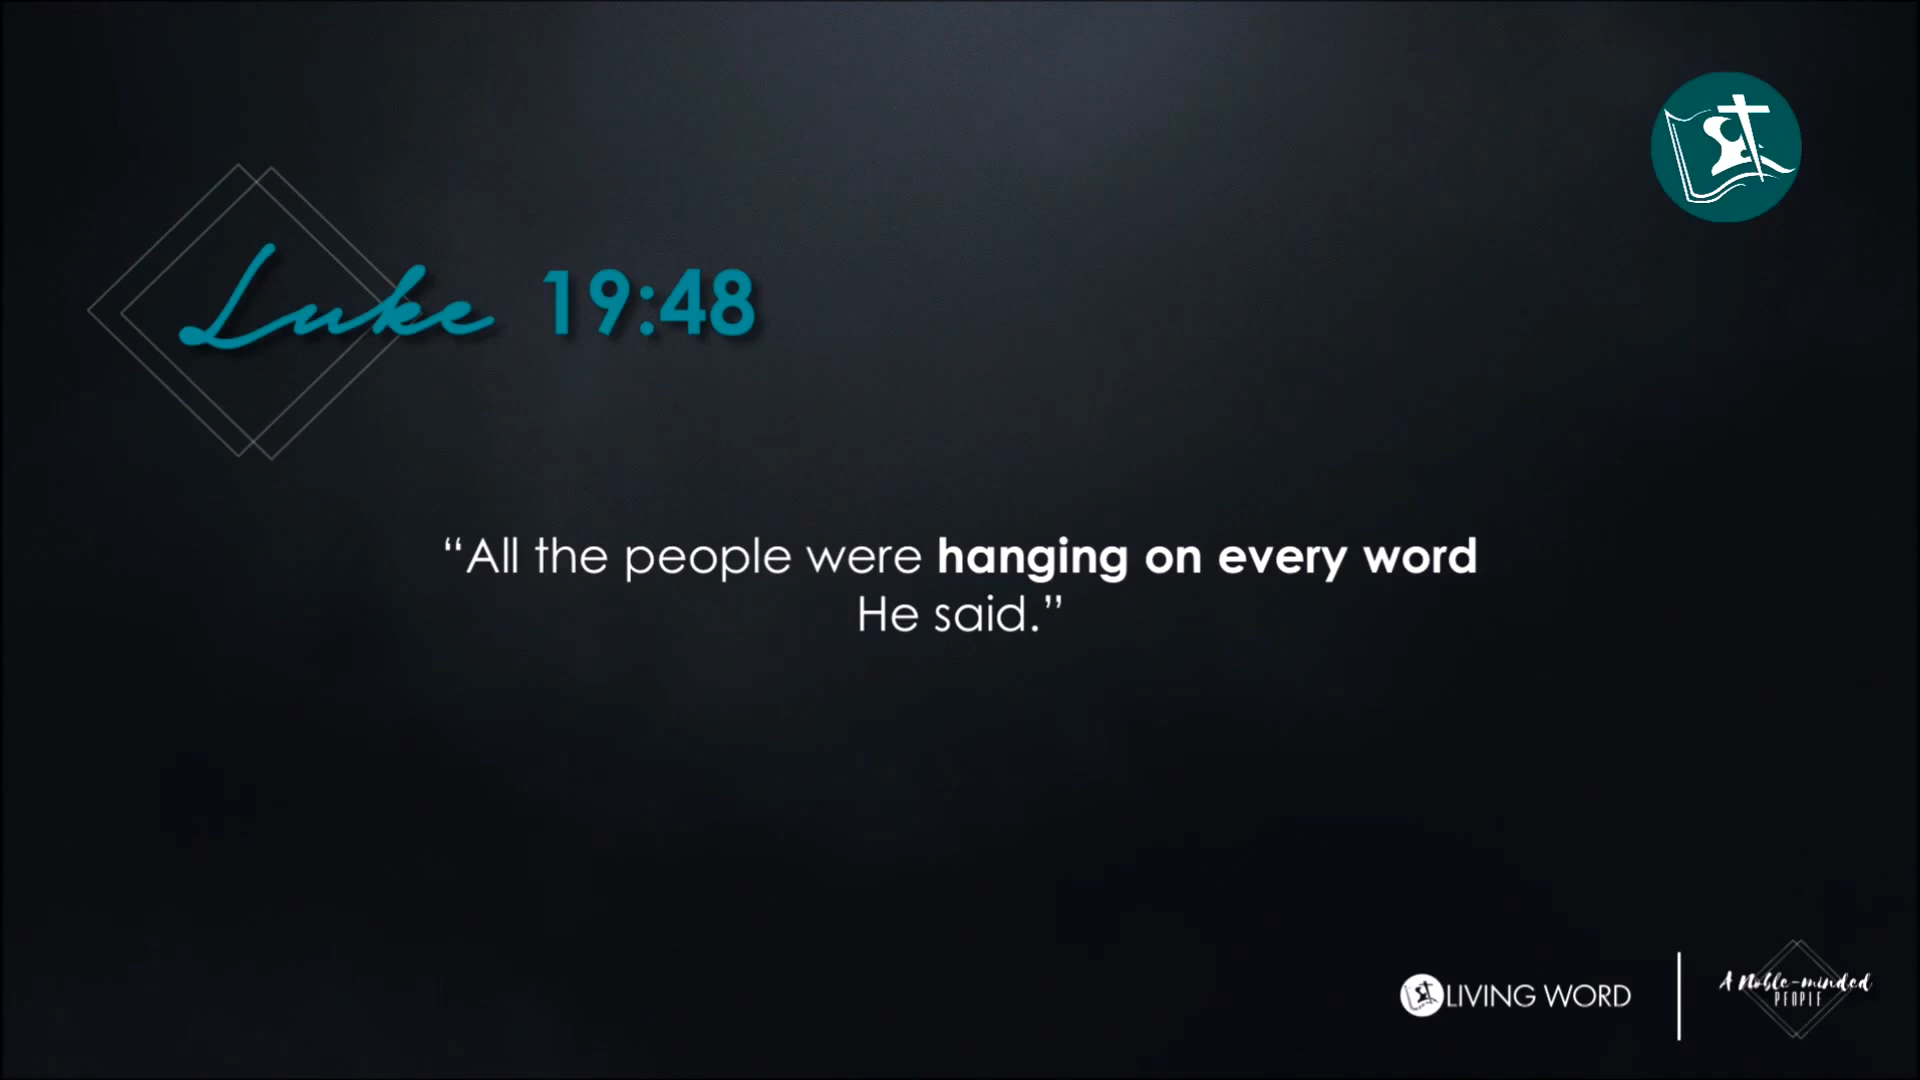 Luke 19:48
“All the people were hanging on every word
He said.”
LIVING WORD
A Noble-minded
PEOPLE